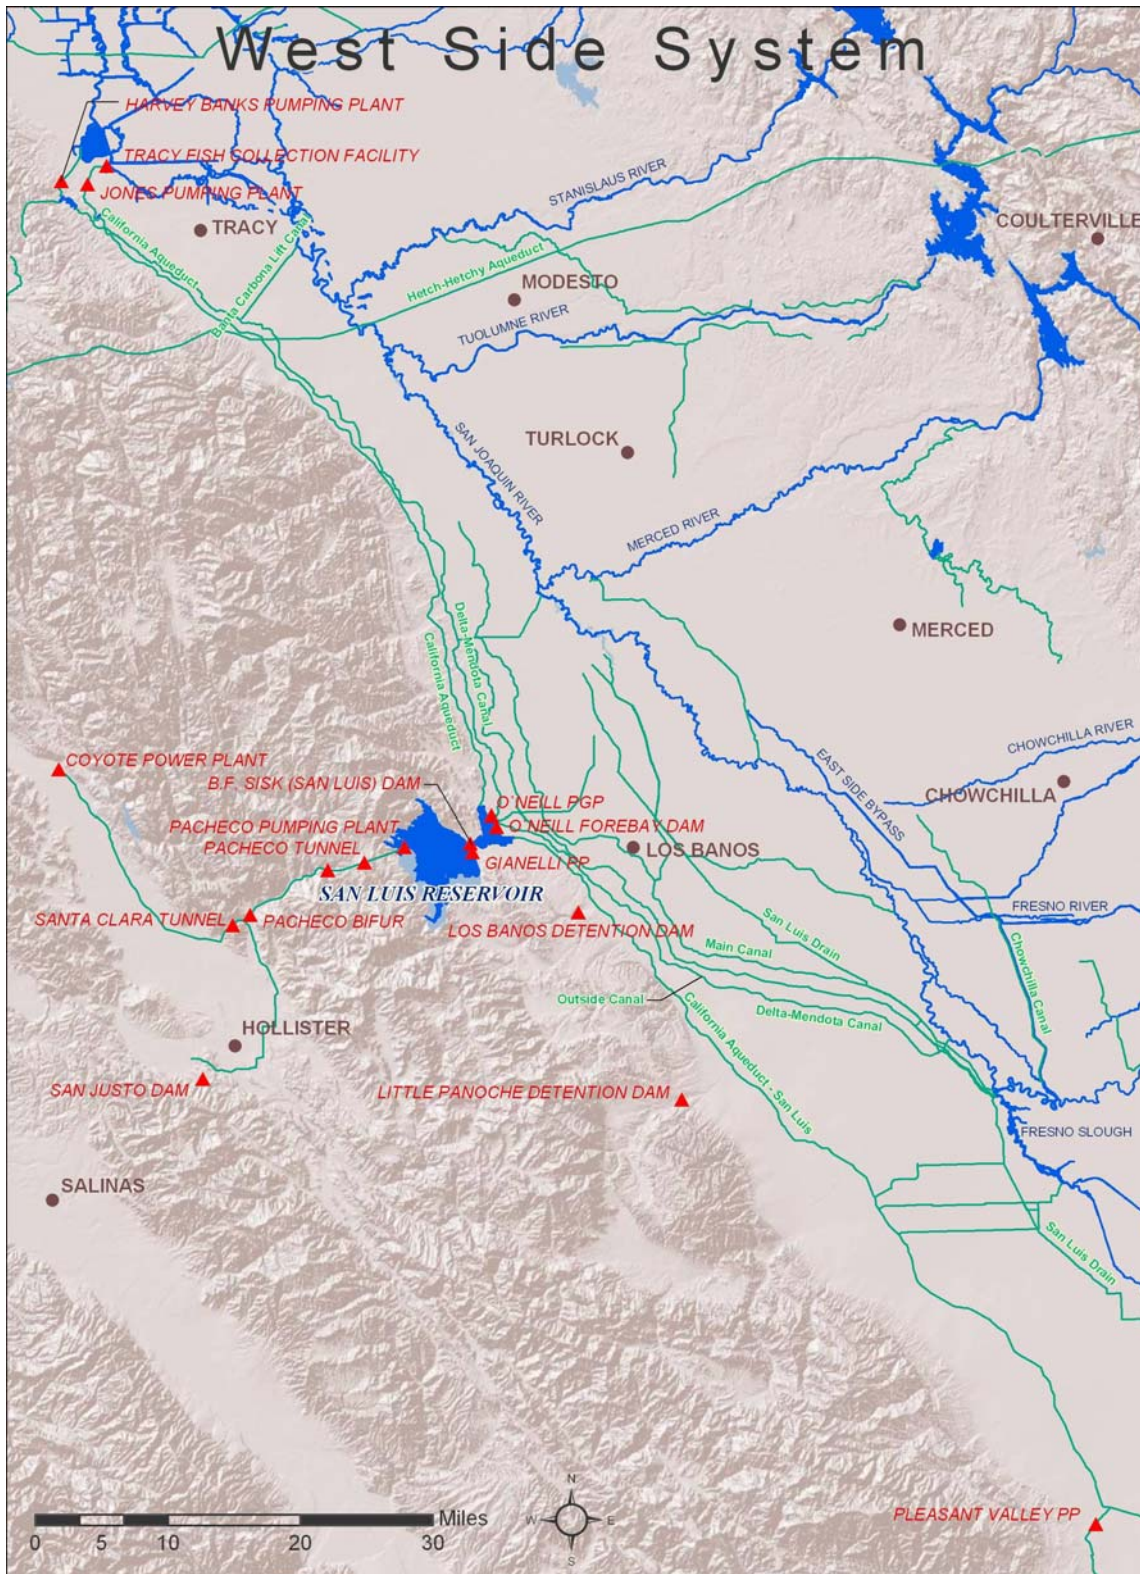 West Side System
HARVEY BANKS PUMPING PLANT
TRACY FISH COLLECTION FACILITY
JONES PUMPING PLANT
STANISLAUS RIVER
COULTERVILLE
TRACY
California Aqueduct
Banta Carbona Lift Canal
Hetch-Hetchy Aqueduct
MODESTO
TUOLUMNE RIVER
TURLOCK
SAN JOAQUIN RIVER
MERCED RIVER
MERCED
Delta-Mendota Canal
California Aqueduct
COYOTE POWER PLANT
B.F. SISK (SAN LUIS) DAM
CHOWCHILLA RIVER
EAST SIDE BYPASS
CHOWCHILLA
O'NEILL PGP
O'NEILL FOREBAY DAM
PACHECO PUMPING PLANT
PACHECO TUNNEL
LOS BANOS
GIANELLI PP
SAN LUIS RESERVOIR
SANTA CLARA TUNNEL
PACHECO BIFUR
LOS BANOS DETENTION DAM
San Luis Drain
FRESNO RIVER
Main Canal
Chowchilla Canal
Outside Canal
Delta-Mendota Canal
California Aqueduct - San Luis
HOLLISTER
SAN JUSTO DAM
LITTLE PANOCHE DETENTION DAM
FRESNO SLOUGH
SALINAS
San Luis Drain
PLEASANT VALLEY PP
N
W E
S
Miles
0 5 10 20 30